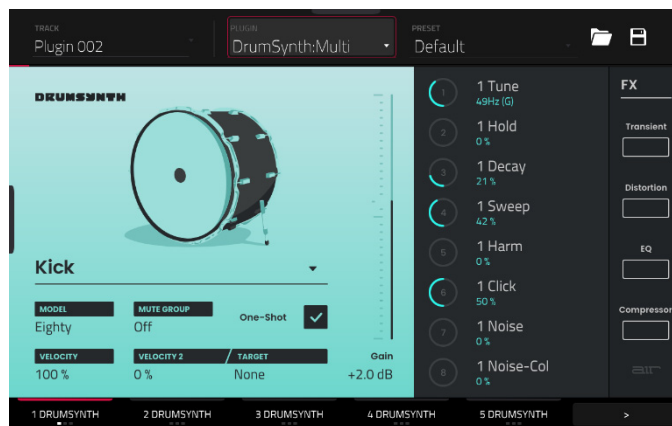 TRACK
Plugin 002
PLUGIN
DrumSynth:Multi
PRESET
Default
DRUMSYNTH
Kick
MODEL
Eighty
MUTE GROUP
Off
One-Shot
VELOCITY
100 %
VELOCITY 2
0 %
TARGET
None
Gain
+2.0 dB
1
1 Tune
49Hz (G)
2
1 Hold
0 %
3
1 Decay
21 %
4
1 Sweep
42 %
5
1 Harm
0 %
6
1 Click
50 %
7
1 Noise
0 %
8
1 Noise-Col
0 %
FX
Transient
Distortion
EQ
Compressor
air
1 DRUMSYNTH
2 DRUMSYNTH
3 DRUMSYNTH
4 DRUMSYNTH
5 DRUMSYNTH
>